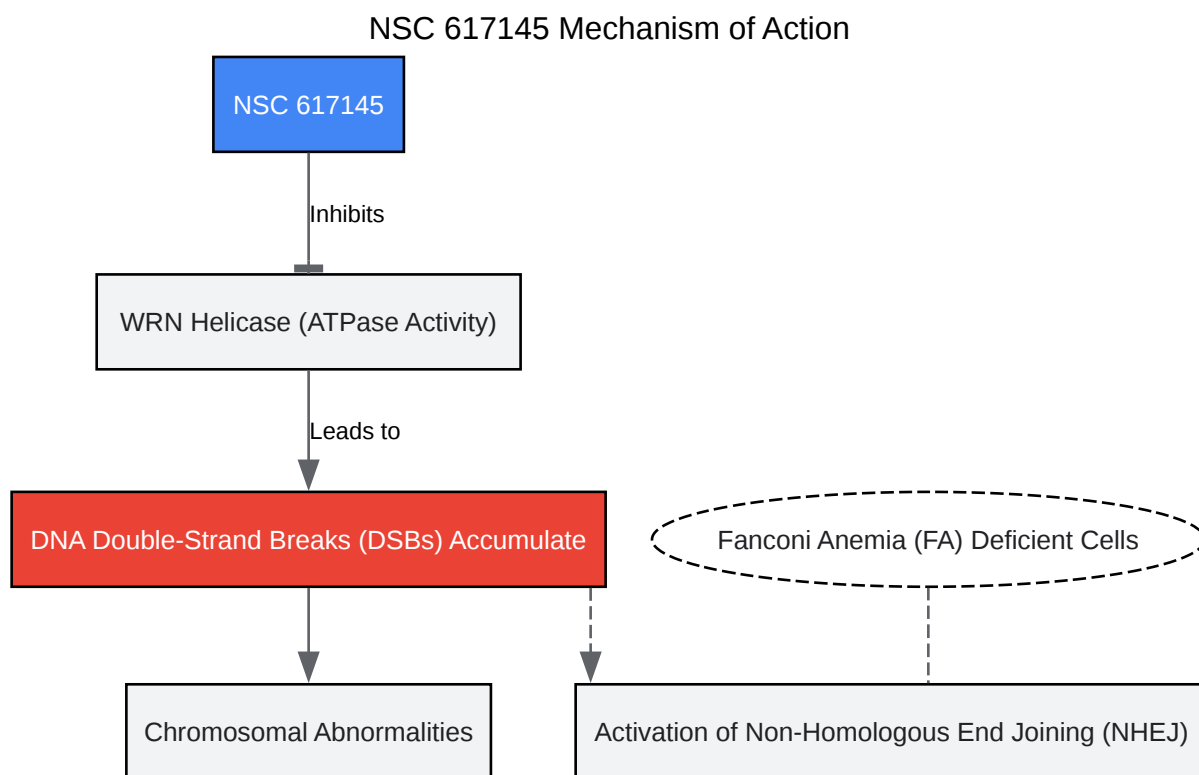 NSC 617145 Mechanism of Action
NSC 617145
Inhibits
WRN Helicase (ATPase Activity)
Leads to
DNA Double-Strand Breaks (DSBs) Accumulate
Fanconi Anemia (FA) Deficient Cells
Chromosomal Abnormalities
Activation of Non-Homologous End Joining (NHEJ)